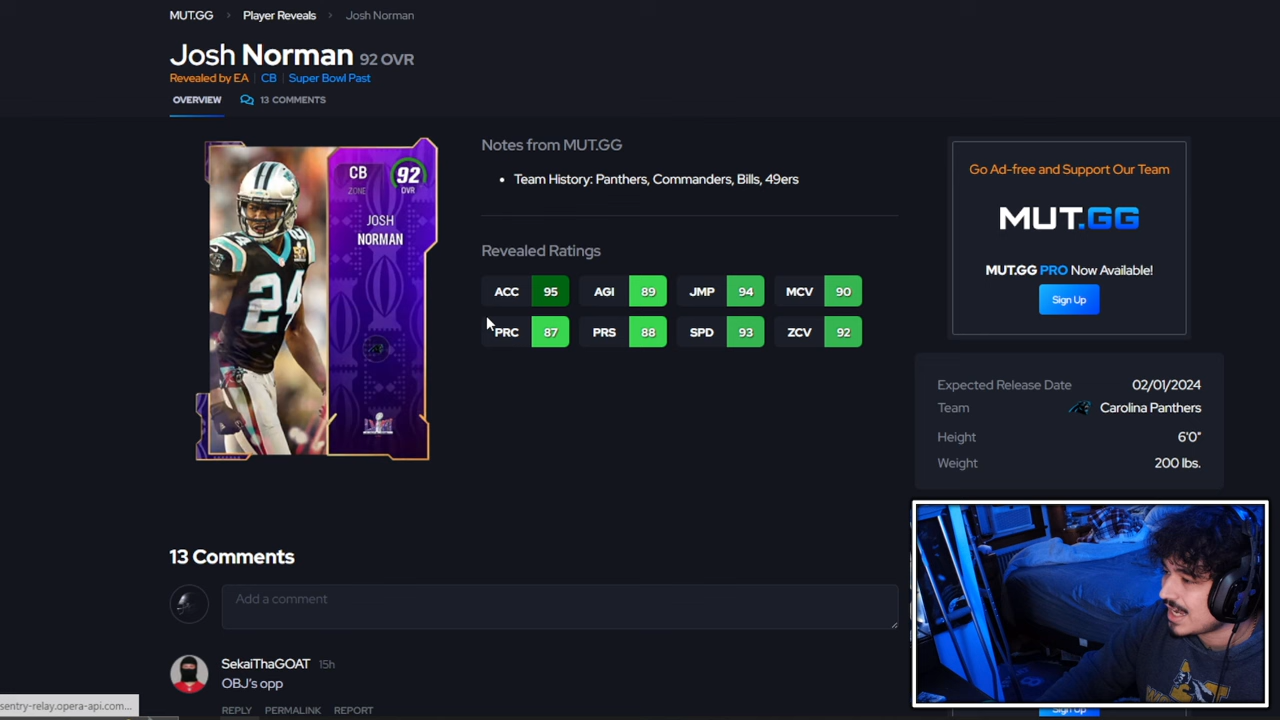 MUT.GG > Player Reveals > Josh Norman
Josh Norman 92 OVR
Revealed by EA | CB | Super Bowl Past
OVERVIEW 13 COMMENTS
CB
ZONE
92
OVR
JOSH
NORMAN
24
Notes from MUT.GG
• Team History: Panthers, Commanders, Bills, 49ers
Revealed Ratings
ACC 95 AGI 89 JMP 94 MCV 90
PRC 87 PRS 88 SPD 93 ZCV 92
Go Ad-free and Support Our Team
MUT.GG
MUT.GG PRO Now Available!
Sign Up
Expected Release Date 02/01/2024
Team Carolina Panthers
Height 6'0"
Weight 200 lbs.
13 Comments
Add a comment
SekaiThaGOAT 15h
OBJ's opp
REPLY PERMALINK REPORT
sentry-relay.opera-api.com...
Sign Up